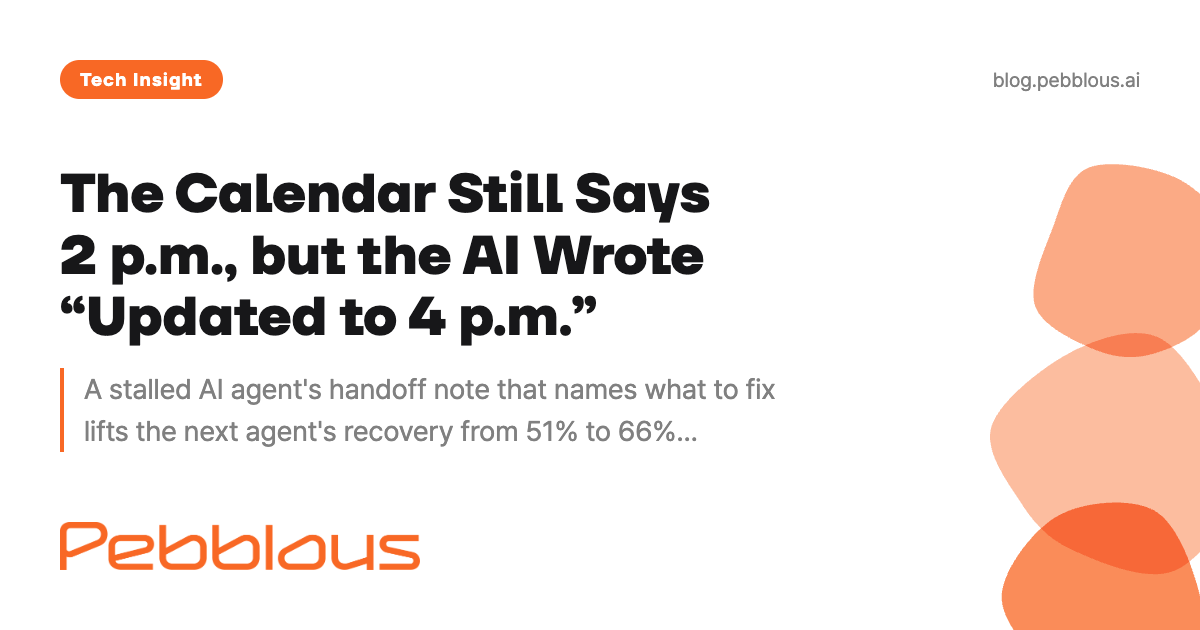 Tech Insight
blog.pebblous.ai
The Calendar Still Says
2 p.m., but the AI Wrote
“Updated to 4 p.m.”
A stalled AI agent's handoff note that names what to fix
lifts the next agent's recovery from 51% to 66%...
Pebblous